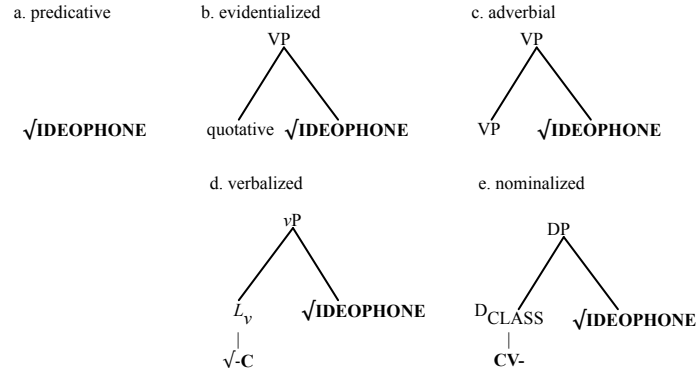 a. predicative b. evidentialized c. adverbial
VP VP
√IDEOPHONE quotative √IDEOPHONE VP √IDEOPHONE
d. verbalized e. nominalized
vP DP
Lv √IDEOPHONE DCLASS √IDEOPHONE
√-C CV-